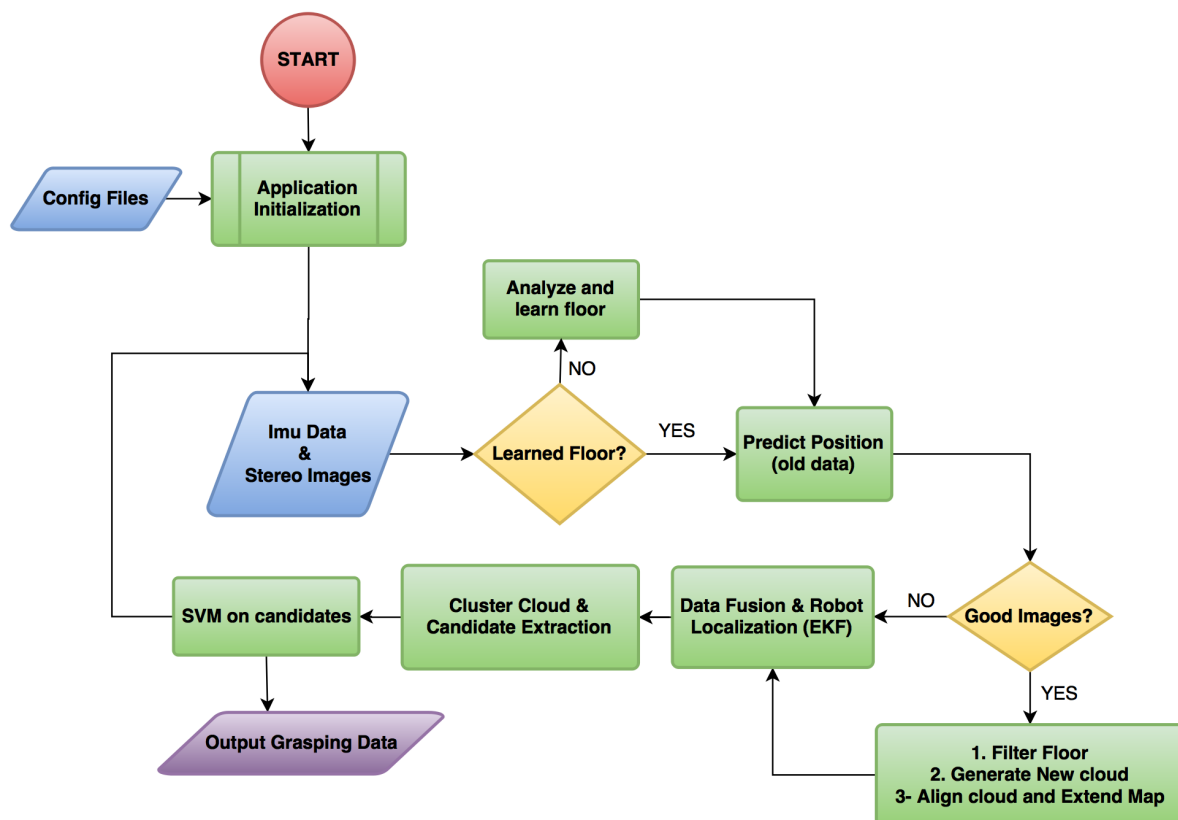 START
Config Files
Application
Initialization
Analyze and
learn floor
NO
Imu Data
&
Stereo Images
Learned Floor?
YES
Predict Position
(old data)
SVM on candidates
Cluster Cloud &
Candidate Extraction
Data Fusion & Robot
Localization (EKF)
NO
Good Images?
YES
Output Grasping Data
1. Filter Floor
2. Generate New cloud
3- Align cloud and Extend Map